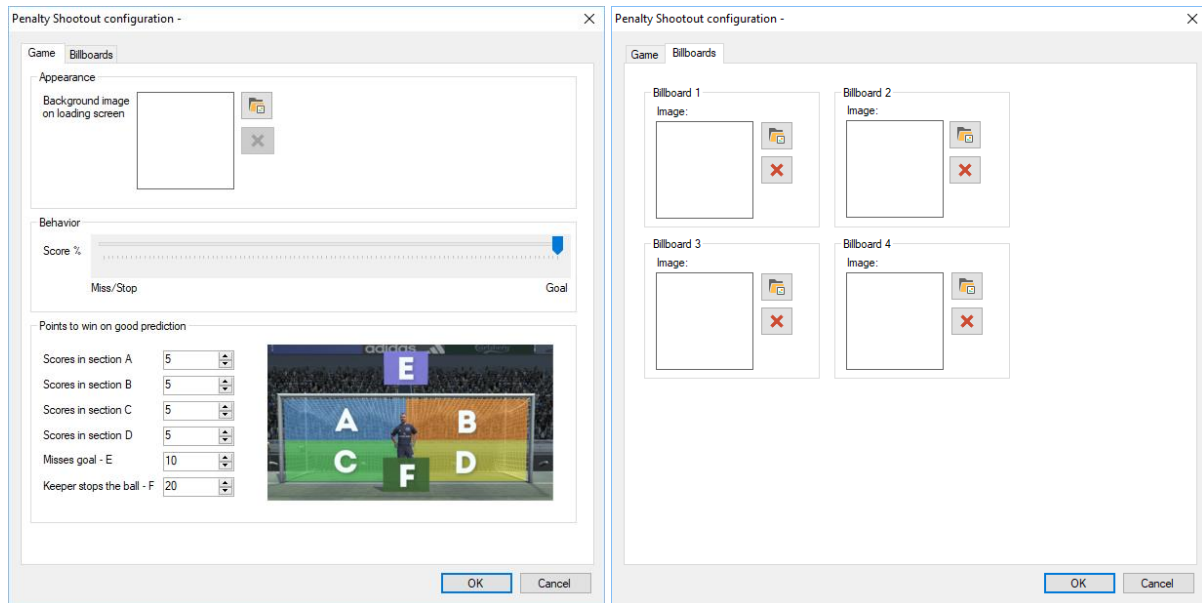 Penalty Shootout configuration -
Game
Billboards
Appearance
Background image
on loading screen
Behavior
Score %
Miss/Stop
Goal
Points to win on good prediction
Scores in section A
5
Scores in section B
5
Scores in section C
5
Scores in section D
5
Misses goal - E
10
Keeper stops the ball - F
20
adidas
E
A
B
C
D
F
OK
Cancel
Penalty Shootout configuration -
Game
Billboards
Billboard 1
Image:
Billboard 2
Image:
Billboard 3
Image:
Billboard 4
Image:
OK
Cancel